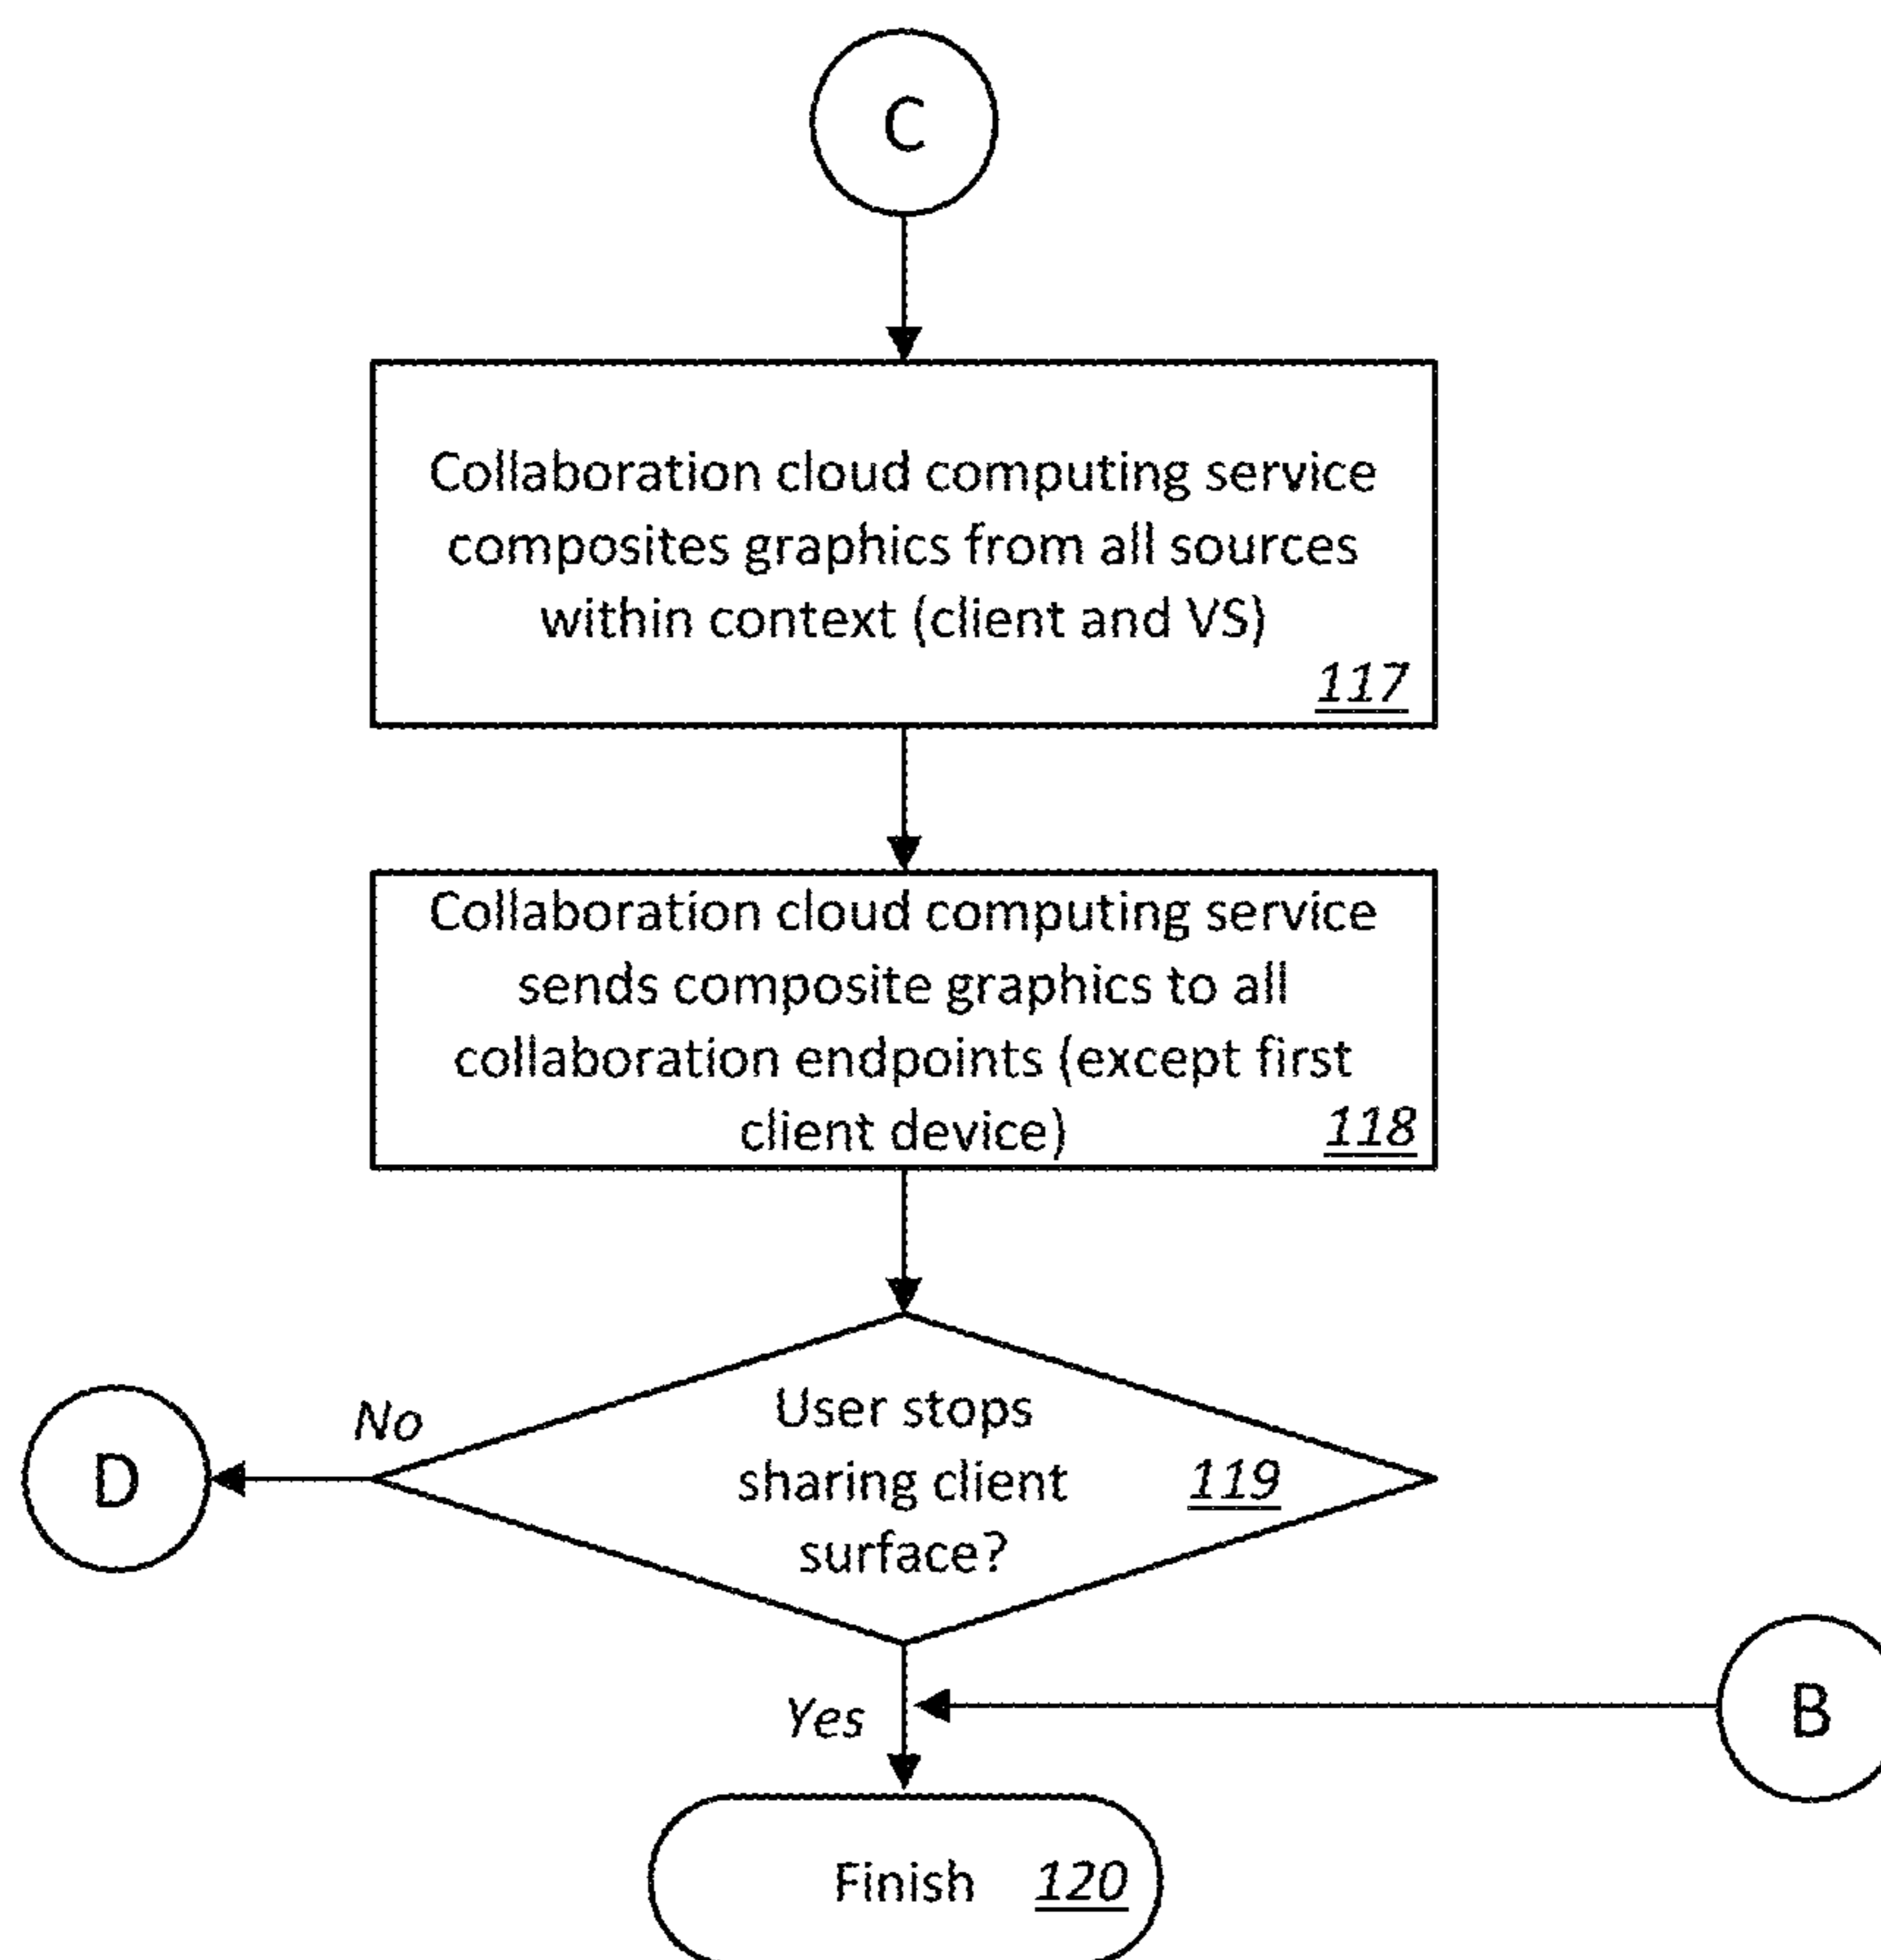 C
Collaboration cloud computing service
composites graphics from all sources
within context (client and VS)
117
Collaboration cloud computing service
sends composite graphics to all
collaboration endpoints (except first
client device)
118
User stops
sharing client
surface?
119
No
D
Yes
B
Finish 120